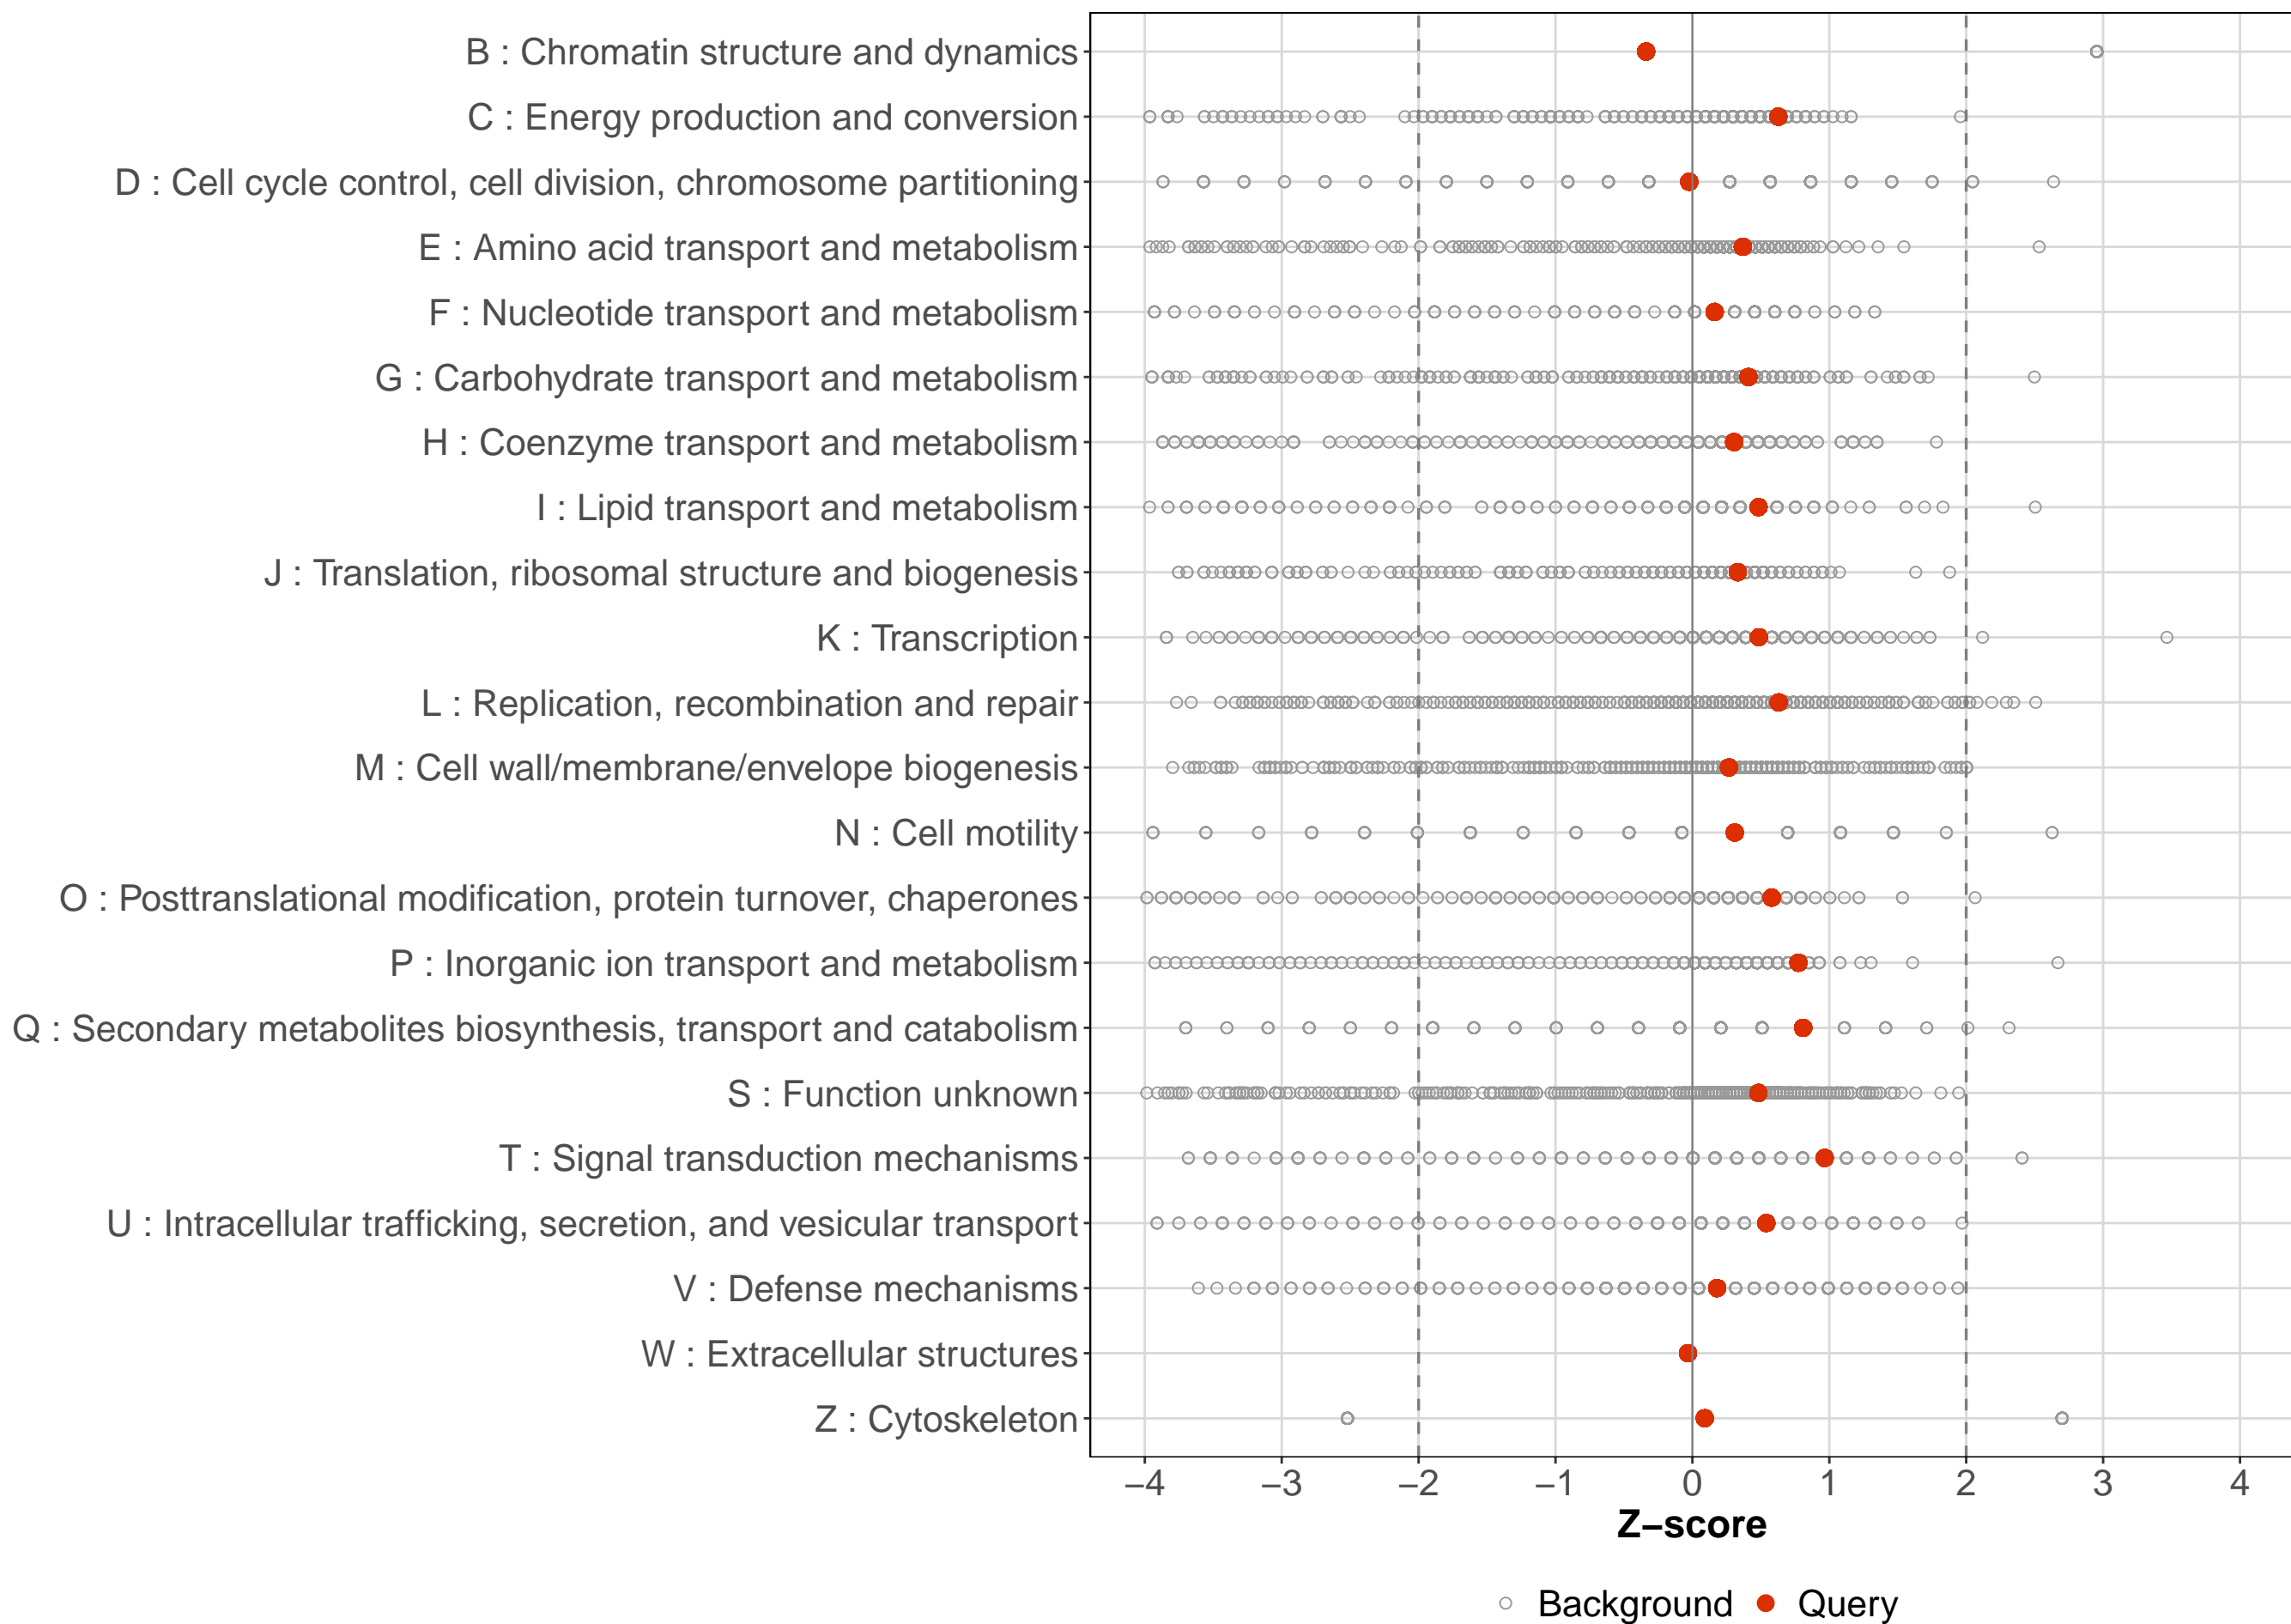 B : Chromatin structure and dynamics
C : Energy production and conversion
D : Cell cycle control, cell division, chromosome partitioning
E : Amino acid transport and metabolism
F : Nucleotide transport and metabolism
G : Carbohydrate transport and metabolism
H : Coenzyme transport and metabolism
I : Lipid transport and metabolism
J : Translation, ribosomal structure and biogenesis
K : Transcription
L : Replication, recombination and repair
M : Cell wall/membrane/envelope biogenesis
N : Cell motility
O : Posttranslational modification, protein turnover, chaperones
P : Inorganic ion transport and metabolism
Q : Secondary metabolites biosynthesis, transport and catabolism
S : Function unknown
T : Signal transduction mechanisms
U : Intracellular trafficking, secretion, and vesicular transport
V : Defense mechanisms
W : Extracellular structures
Z : Cytoskeleton
−4 −3 −2 −1 0 1 2 3 4
Z−score
Background Query